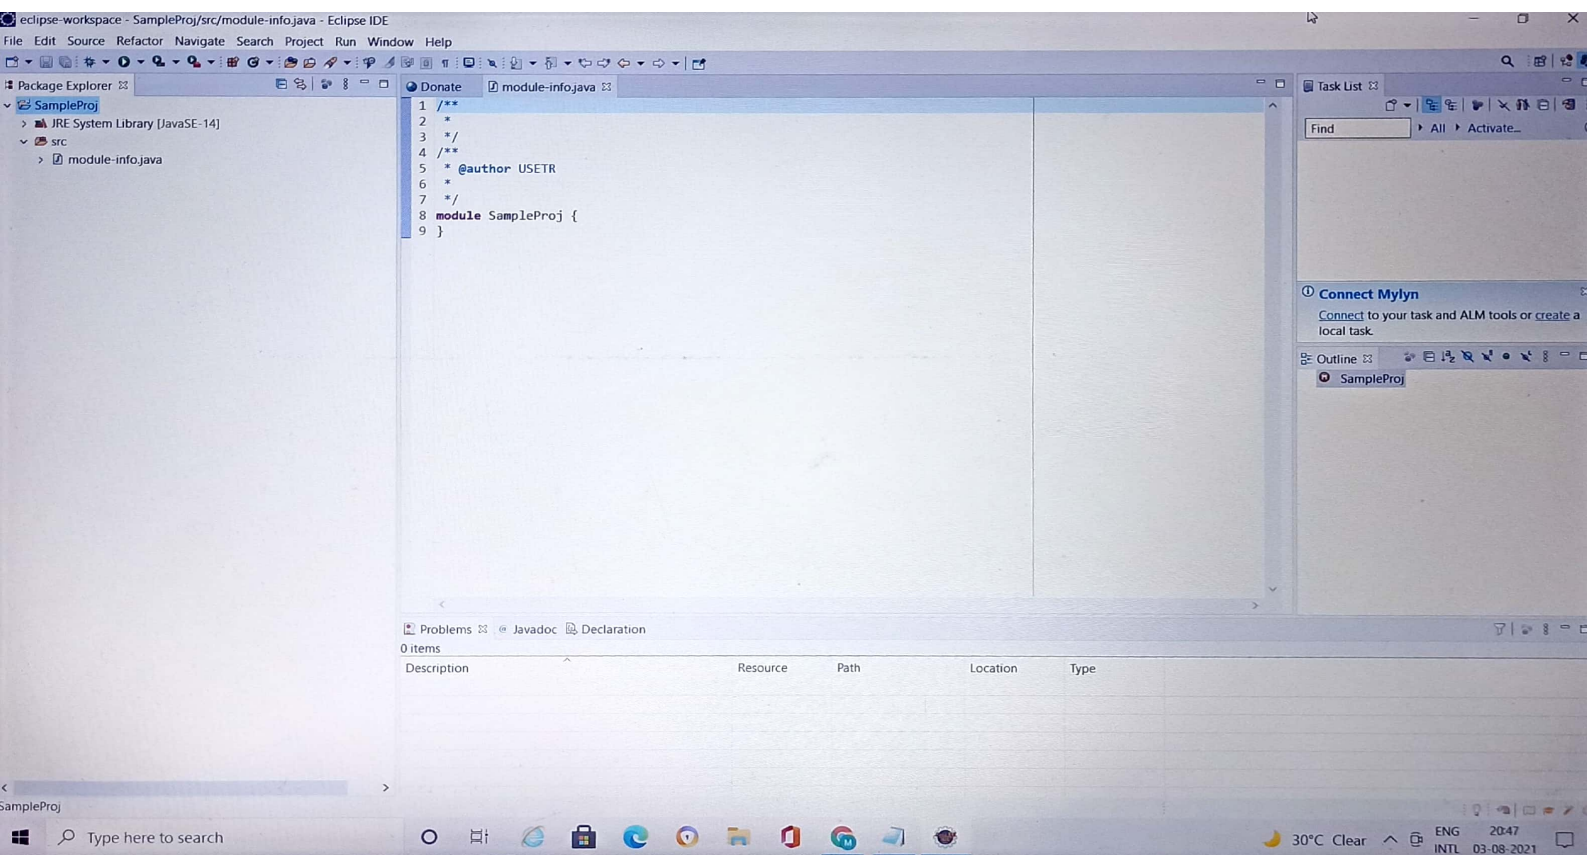 eclipse-workspace - SampleProj/src/module-info.java - Eclipse IDE
File Edit Source Refactor Navigate Search Project Run Window Help
Package Explorer
SampleProj
JRE System Library [JavaSE-14]
src
module-info.java
Donate module-info.java
1 /**
2 *
3 */
4 /**
5 * @author USETR
6 *
7 */
8 module SampleProj {
9 }
Task List
Find All Activate...
Connect Mylyn
Connect to your task and ALM tools or create a
local task.
Outline
SampleProj
Problems Javadoc Declaration
0 items
Description Resource Path Location Type
SampleProj
Type here to search
30°C Clear
ENG
INTL
20:47
03-08-2021